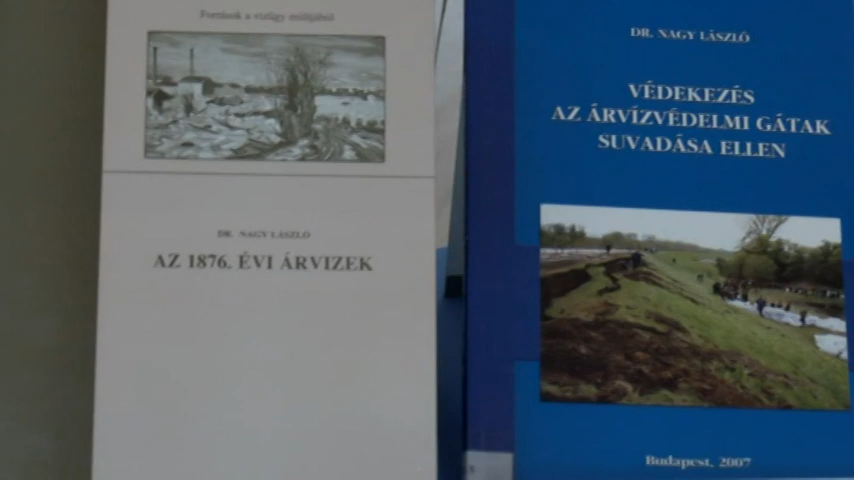 Források a vízügy múltjából
DR. NAGY LÁSZLÓ
AZ 1876. ÉVI ÁRVIZEK
DR. NAGY LÁSZLÓ
VÉDEKEZÉS
AZ ÁRVÍZVÉDELMI GÁTAK
SUVADÁSA ELLEN
Budapest, 2007